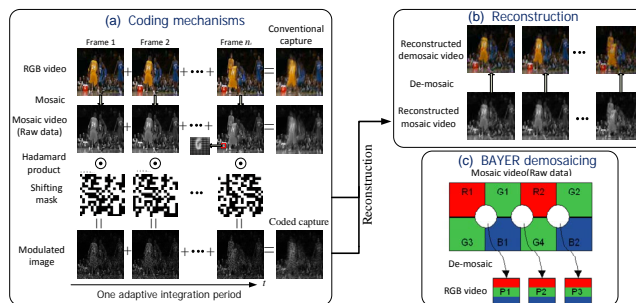 (a) Coding mechanisms
Frame 1
Frame 2
Frame n.
Conventional
capture
RGB video
Mosaic
Mosaic video
(Raw data)
Hadamard
product
Shifting
mask
Modulated
image
Coded capture
t
One adaptive integration period
Reconstruction
(b) Reconstruction
Reconstructed
demosaic video
De-mosaic
Reconstructed
mosaic video
(c) BAYER demosaicing
Mosaic video(Raw data)
R1 G1 R2 G2
G3 B1 G4 B2
De-mosaic
RGB video
P1 P2 P3